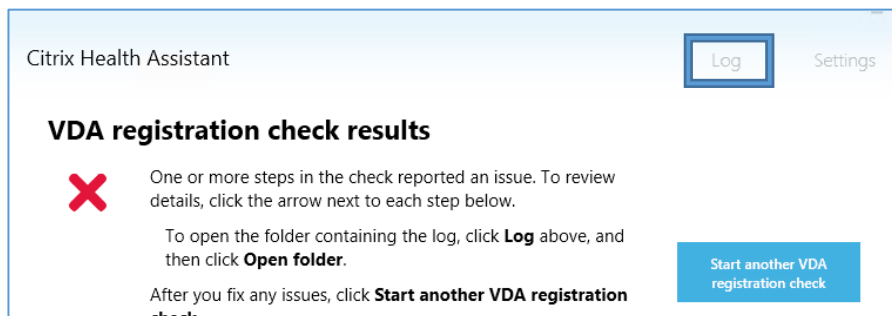 Citrix Health Assistant
Log
Settings
VDA registration check results
One or more steps in the check reported an issue. To review
details, click the arrow next to each step below.
To open the folder containing the log, click Log above, and
then click Open folder.
Start another VDA
registration check
After you fix any issues, click Start another VDA registration